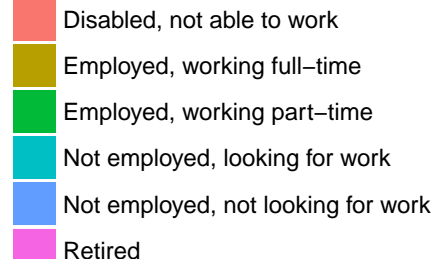 Disabled, not able to work
Employed, working full−time
Employed, working part−time
Not employed, looking for work
Not employed, not looking for work
Retired